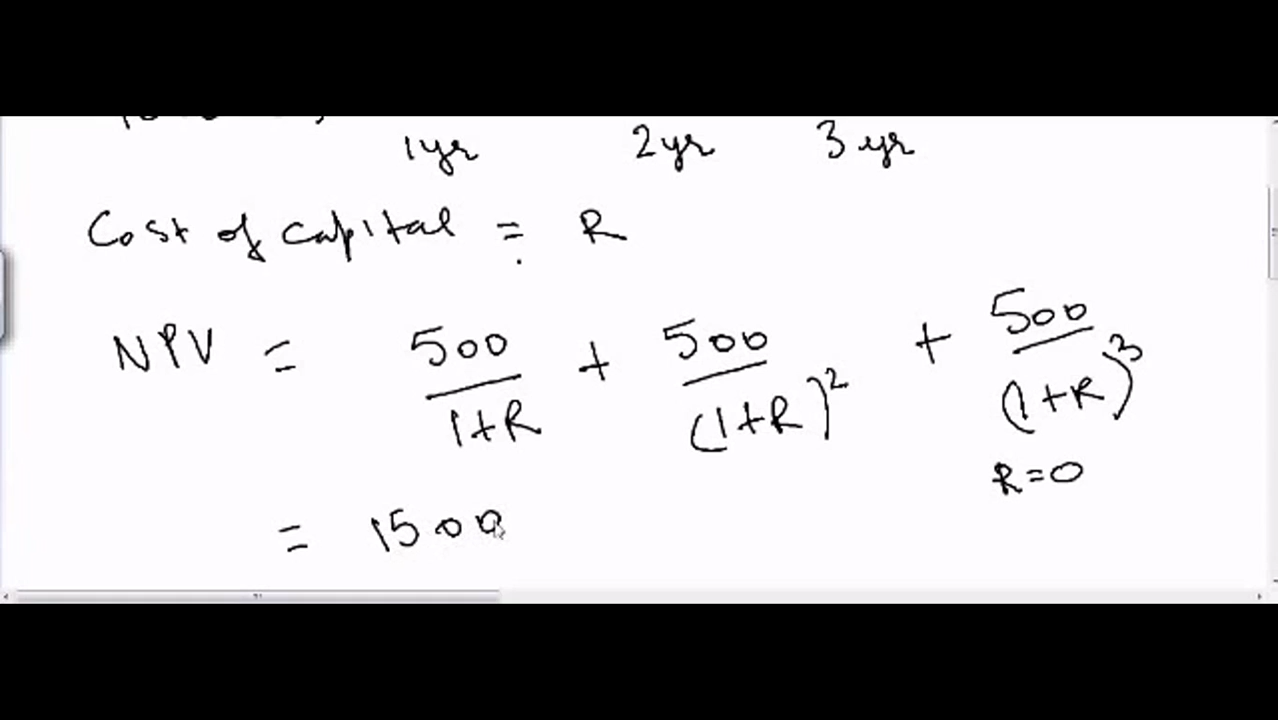 1yr 2yr 3yr
Cost of capital = R
NPV = 500/1+R + 500/(1+R)^2 + 500/(1+R)^3
R=0
= 1500